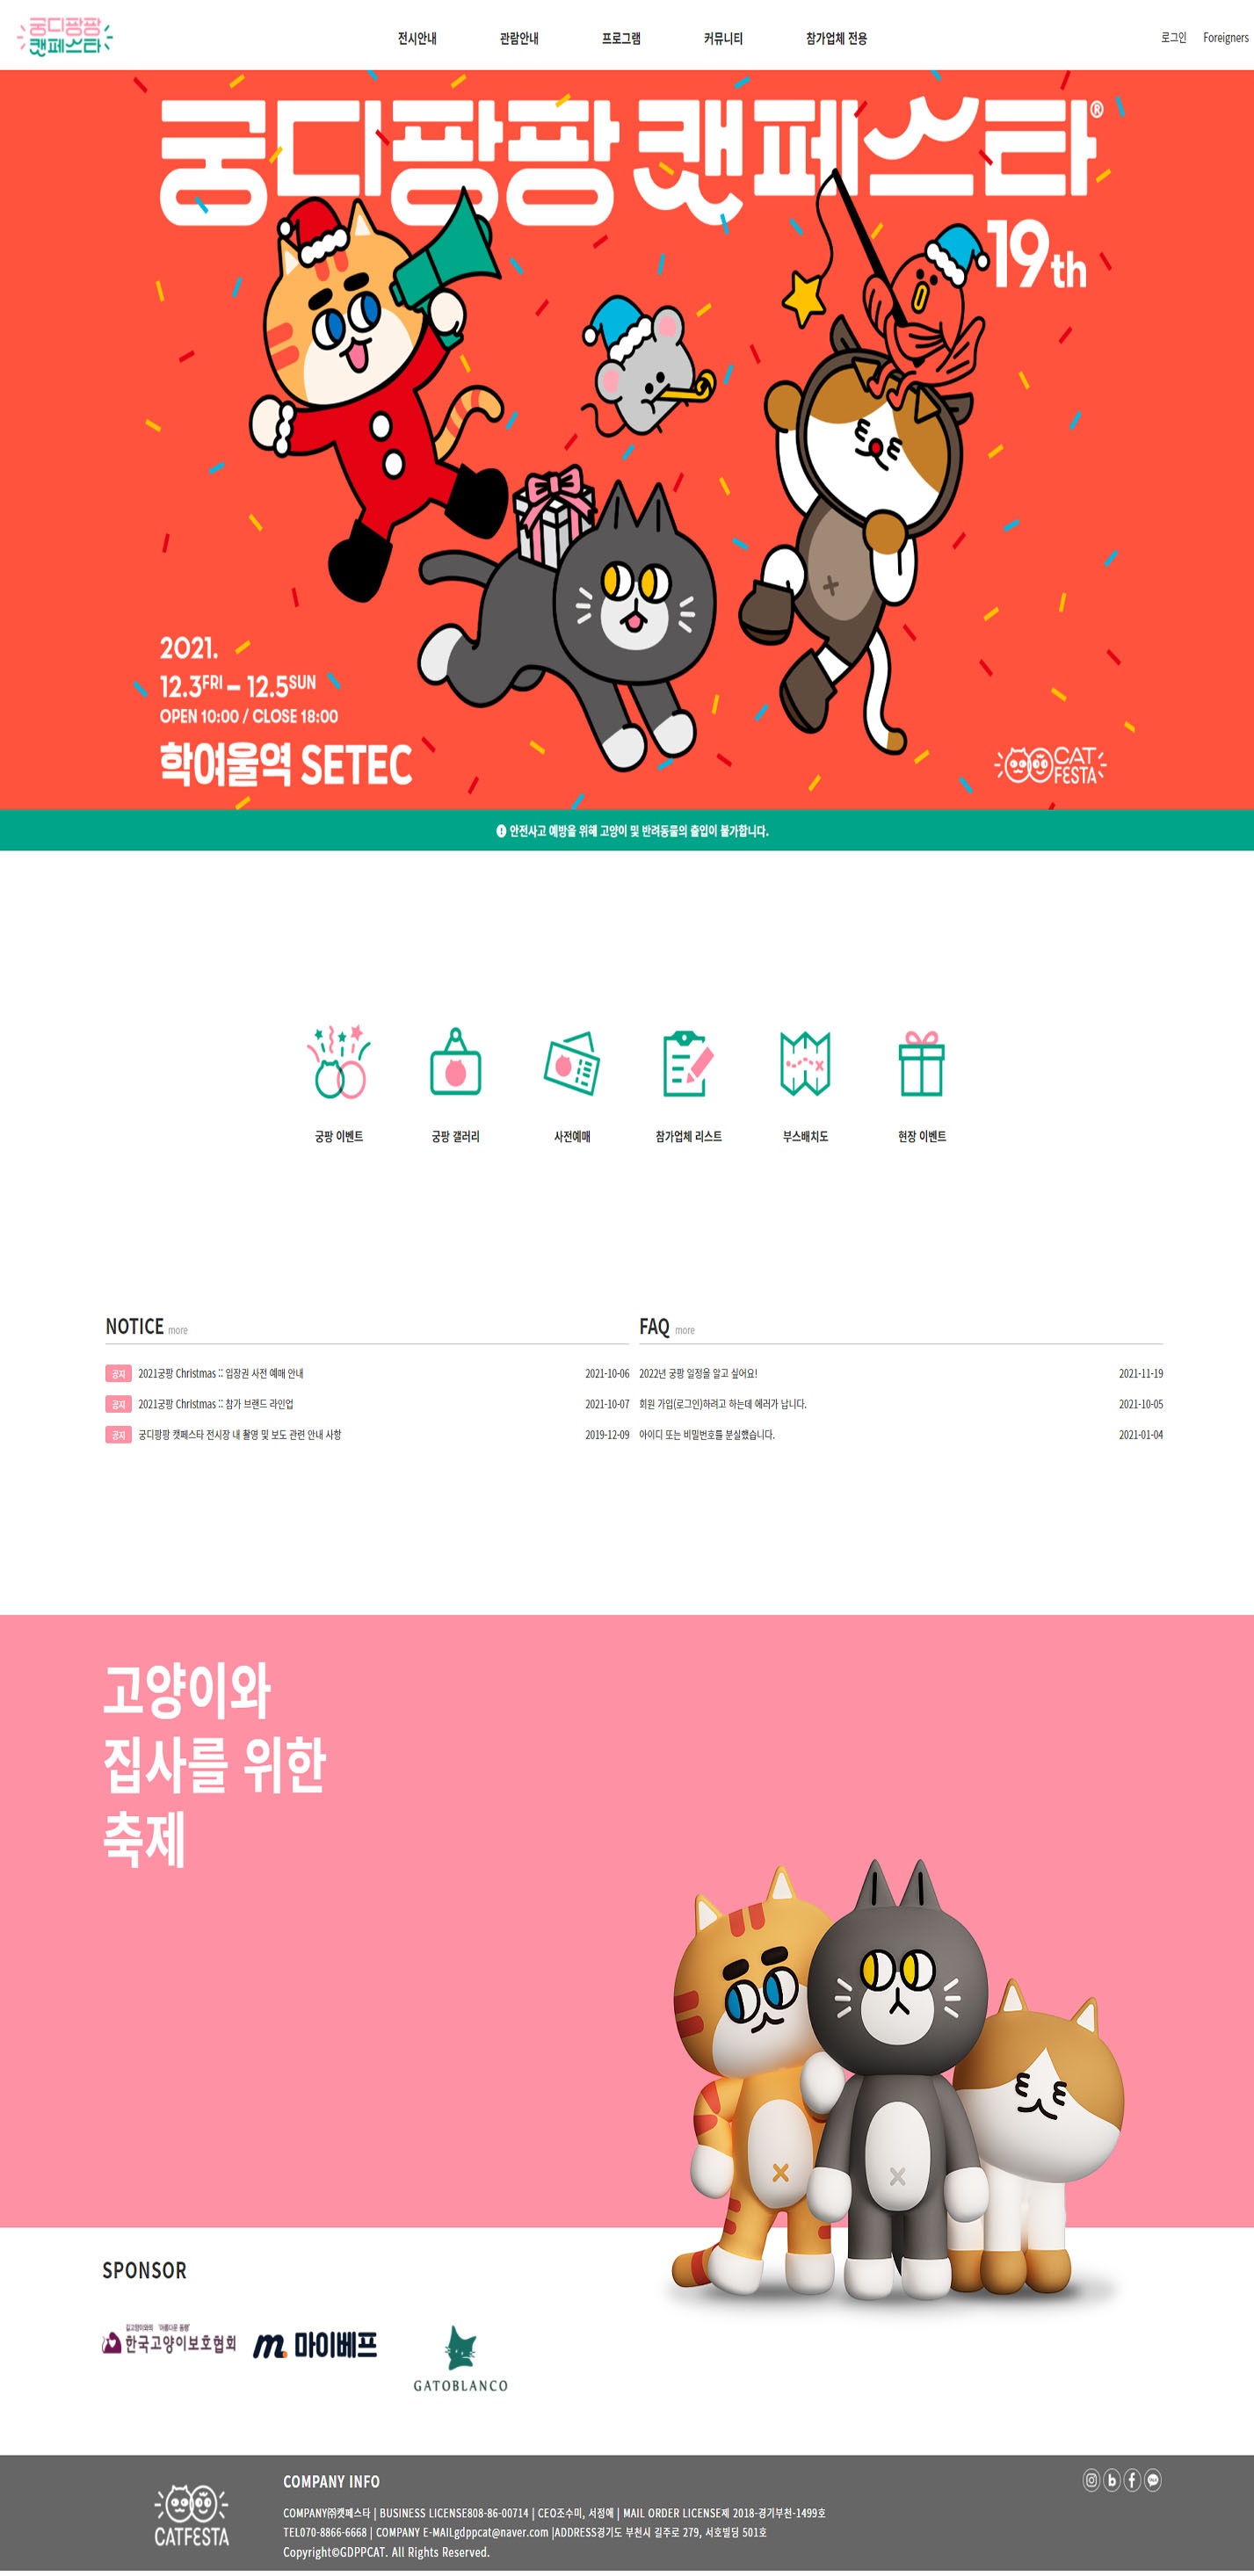 궁디팡팡
캣페스타
전시안내
관람안내
프로그램
커뮤니티
참가업체 전용
로그인
Foreigners
궁디팡팡 캣페스타®
19th
2021.
12.3FRI – 12.5SUN
OPEN 10:00 / CLOSE 18:00
학여울역 SETEC
CAT
FESTA
안전사고 예방을 위해 고양이 및 반려동물의 출입이 불가합니다.
궁팡 이벤트
궁팡 갤러리
사전예매
참가업체 리스트
부스배치도
현장 이벤트
NOTICE more
공지 2021궁팡 Christmas :: 입장권 사전 예매 안내 2021-10-06
공지 2021궁팡 Christmas :: 참가 브랜드 라인업 2021-10-07
공지 궁디팡팡 캣페스타 전시장 내 촬영 및 보도 관련 안내 사항 2019-12-09
FAQ more
2022년 궁팡 일정을 알고 싶어요! 2021-11-19
회원 가입(로그인)하려고 하는데 에러가 납니다. 2021-10-05
아이디 또는 비밀번호를 분실했습니다. 2021-01-04
고양이와
집사를 위한
축제
SPONSOR
길고양이와의 '아름다운 동행'
한국고양이보호협회
m. 마이베프
GATOBLANCO
CATFESTA
COMPANY INFO
COMPANY㈜캣페스타 | BUSINESS LICENSE808-86-00714 | CEO조수미, 서정애 | MAIL ORDER LICENSE제 2018-경기부천-1499호
TEL070-8866-6668 | COMPANY E-MAILgdppcat@naver.com |ADDRESS경기도 부천시 길주로 279, 서호빌딩 501호
Copyright©GDPPCAT. All Rights Reserved.